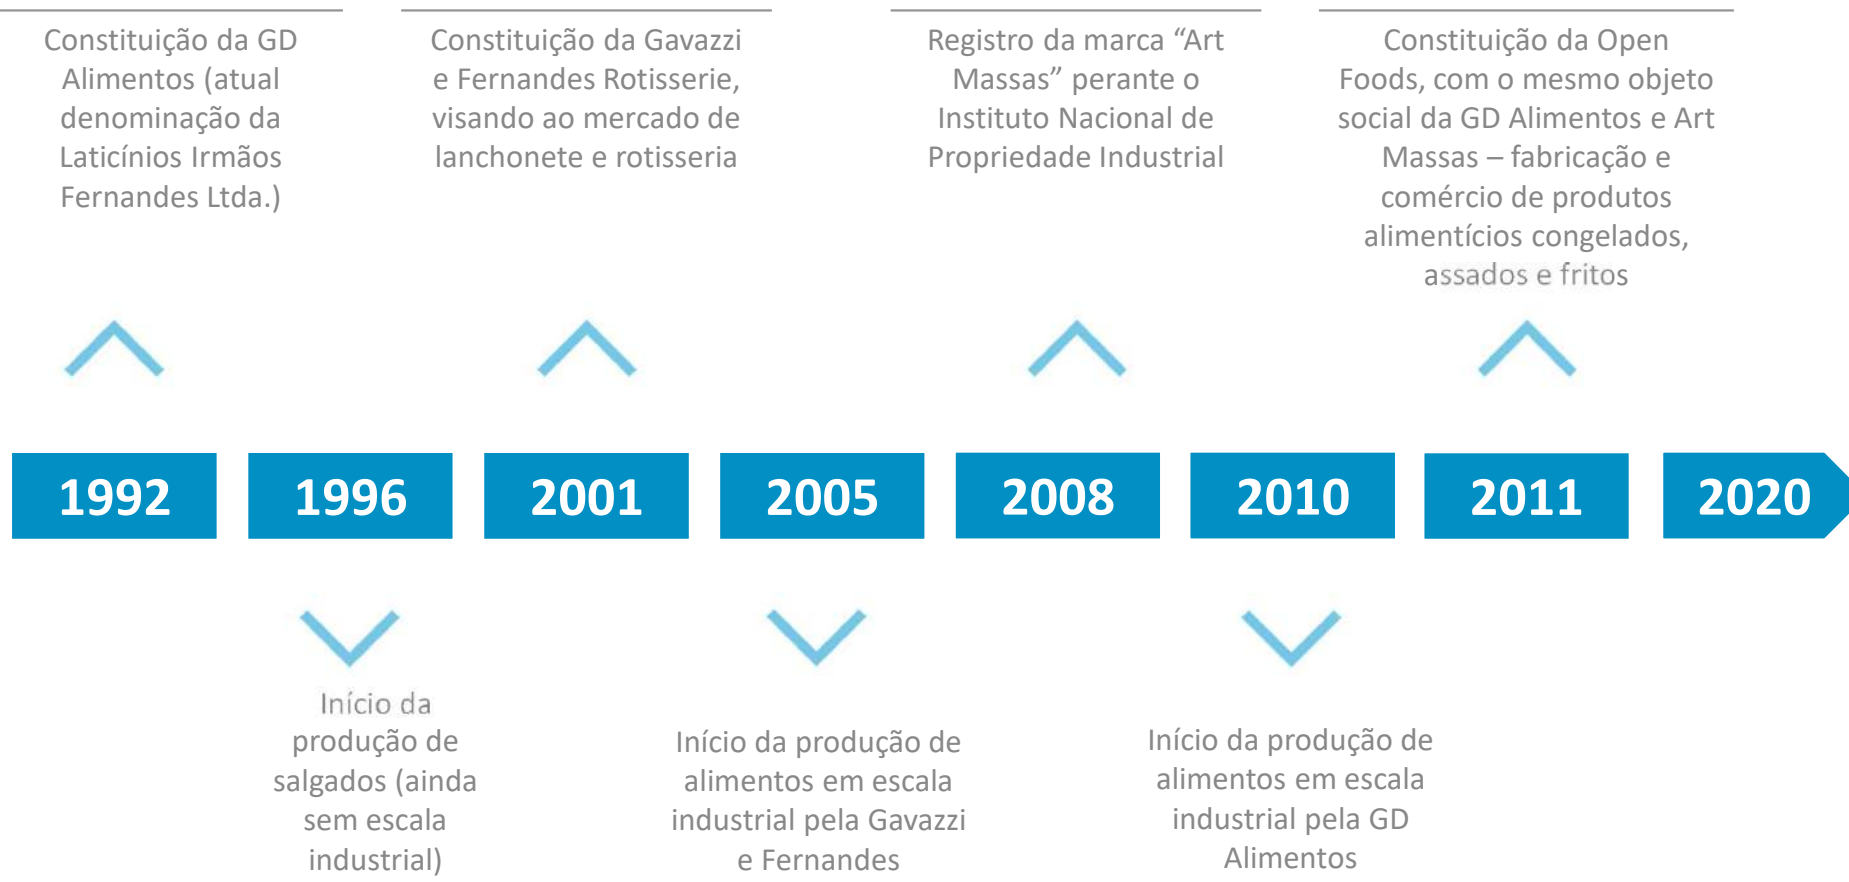 Constituição da GD
Alimentos (atual
denominação da
Laticínios Irmãos
Fernandes Ltda.)
Constituição da Gavazzi
e Fernandes Rotisserie,
visando ao mercado de
lanchonete e rotisseria
Registro da marca “Art
Massas” perante o
Instituto Nacional de
Propriedade Industrial
Constituição da Open
Foods, com o mesmo objeto
social da GD Alimentos e Art
Massas – fabricação e
comércio de produtos
alimentícios congelados,
assados e fritos
1992
1996
2001
2005
2008
2010
2011
2020
Início da
produção de
salgados (ainda
sem escala
industrial)
Início da produção de
alimentos em escala
industrial pela Gavazzi
e Fernandes
Início da produção de
alimentos em escala
industrial pela GD
Alimentos